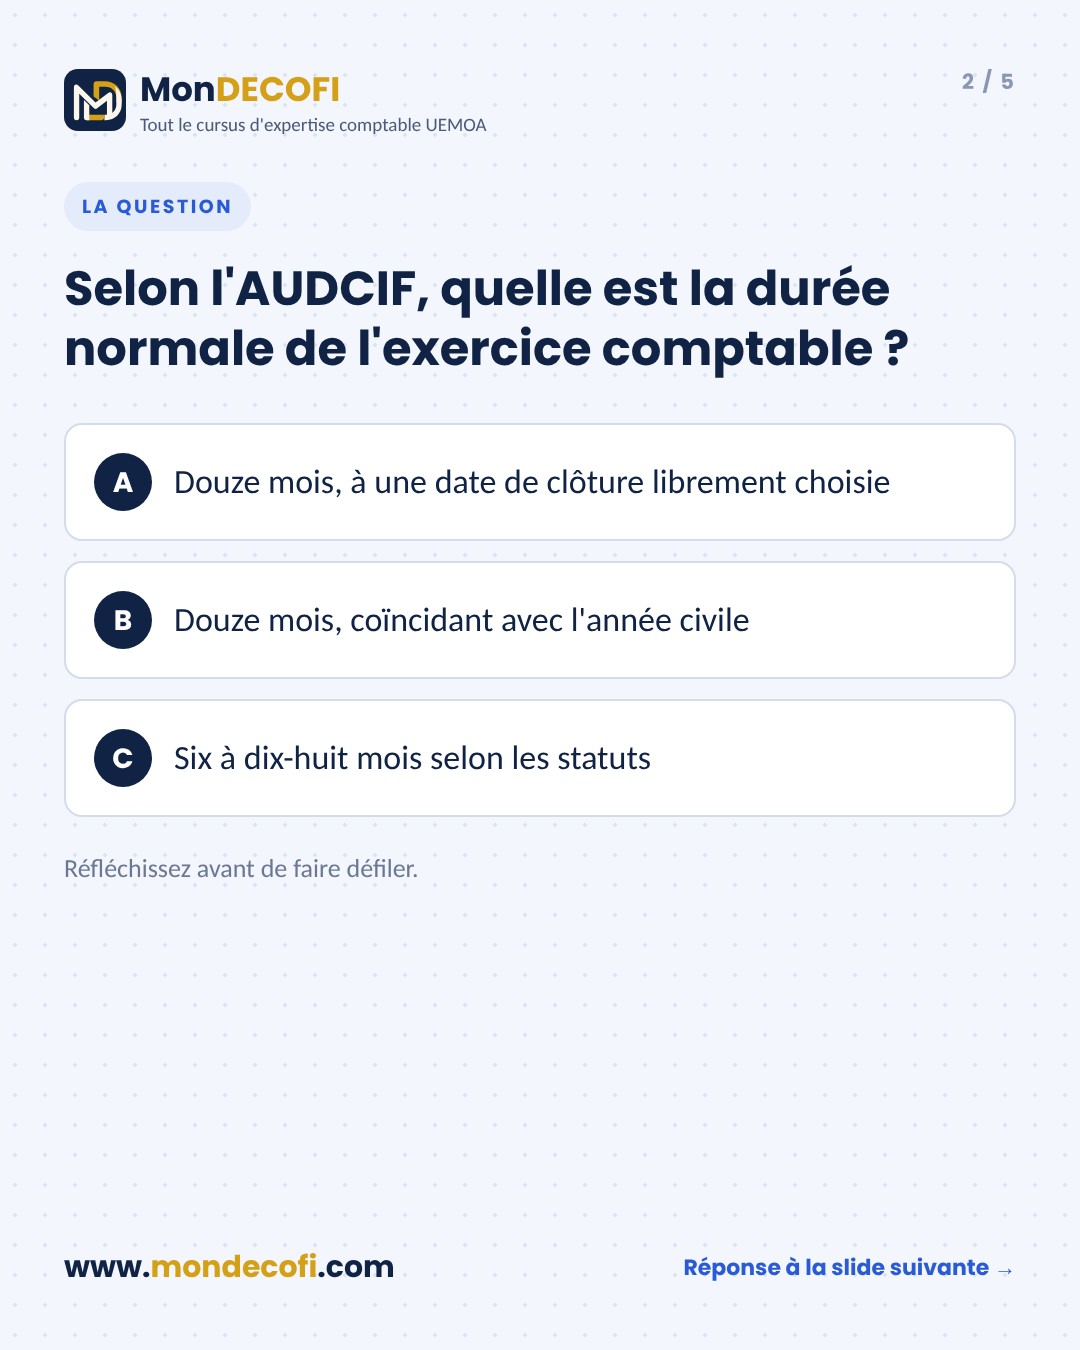 MD
MonDECOFI
Tout le cursus d'expertise comptable UEMOA
2 / 5
LA QUESTION
Selon l'AUDCIF, quelle est la durée
normale de l'exercice comptable ?
A Douze mois, à une date de clôture librement choisie
B Douze mois, coïncidant avec l'année civile
C Six à dix-huit mois selon les statuts
Réfléchissez avant de faire défiler.
www.mondecofi.com
Réponse à la slide suivante →